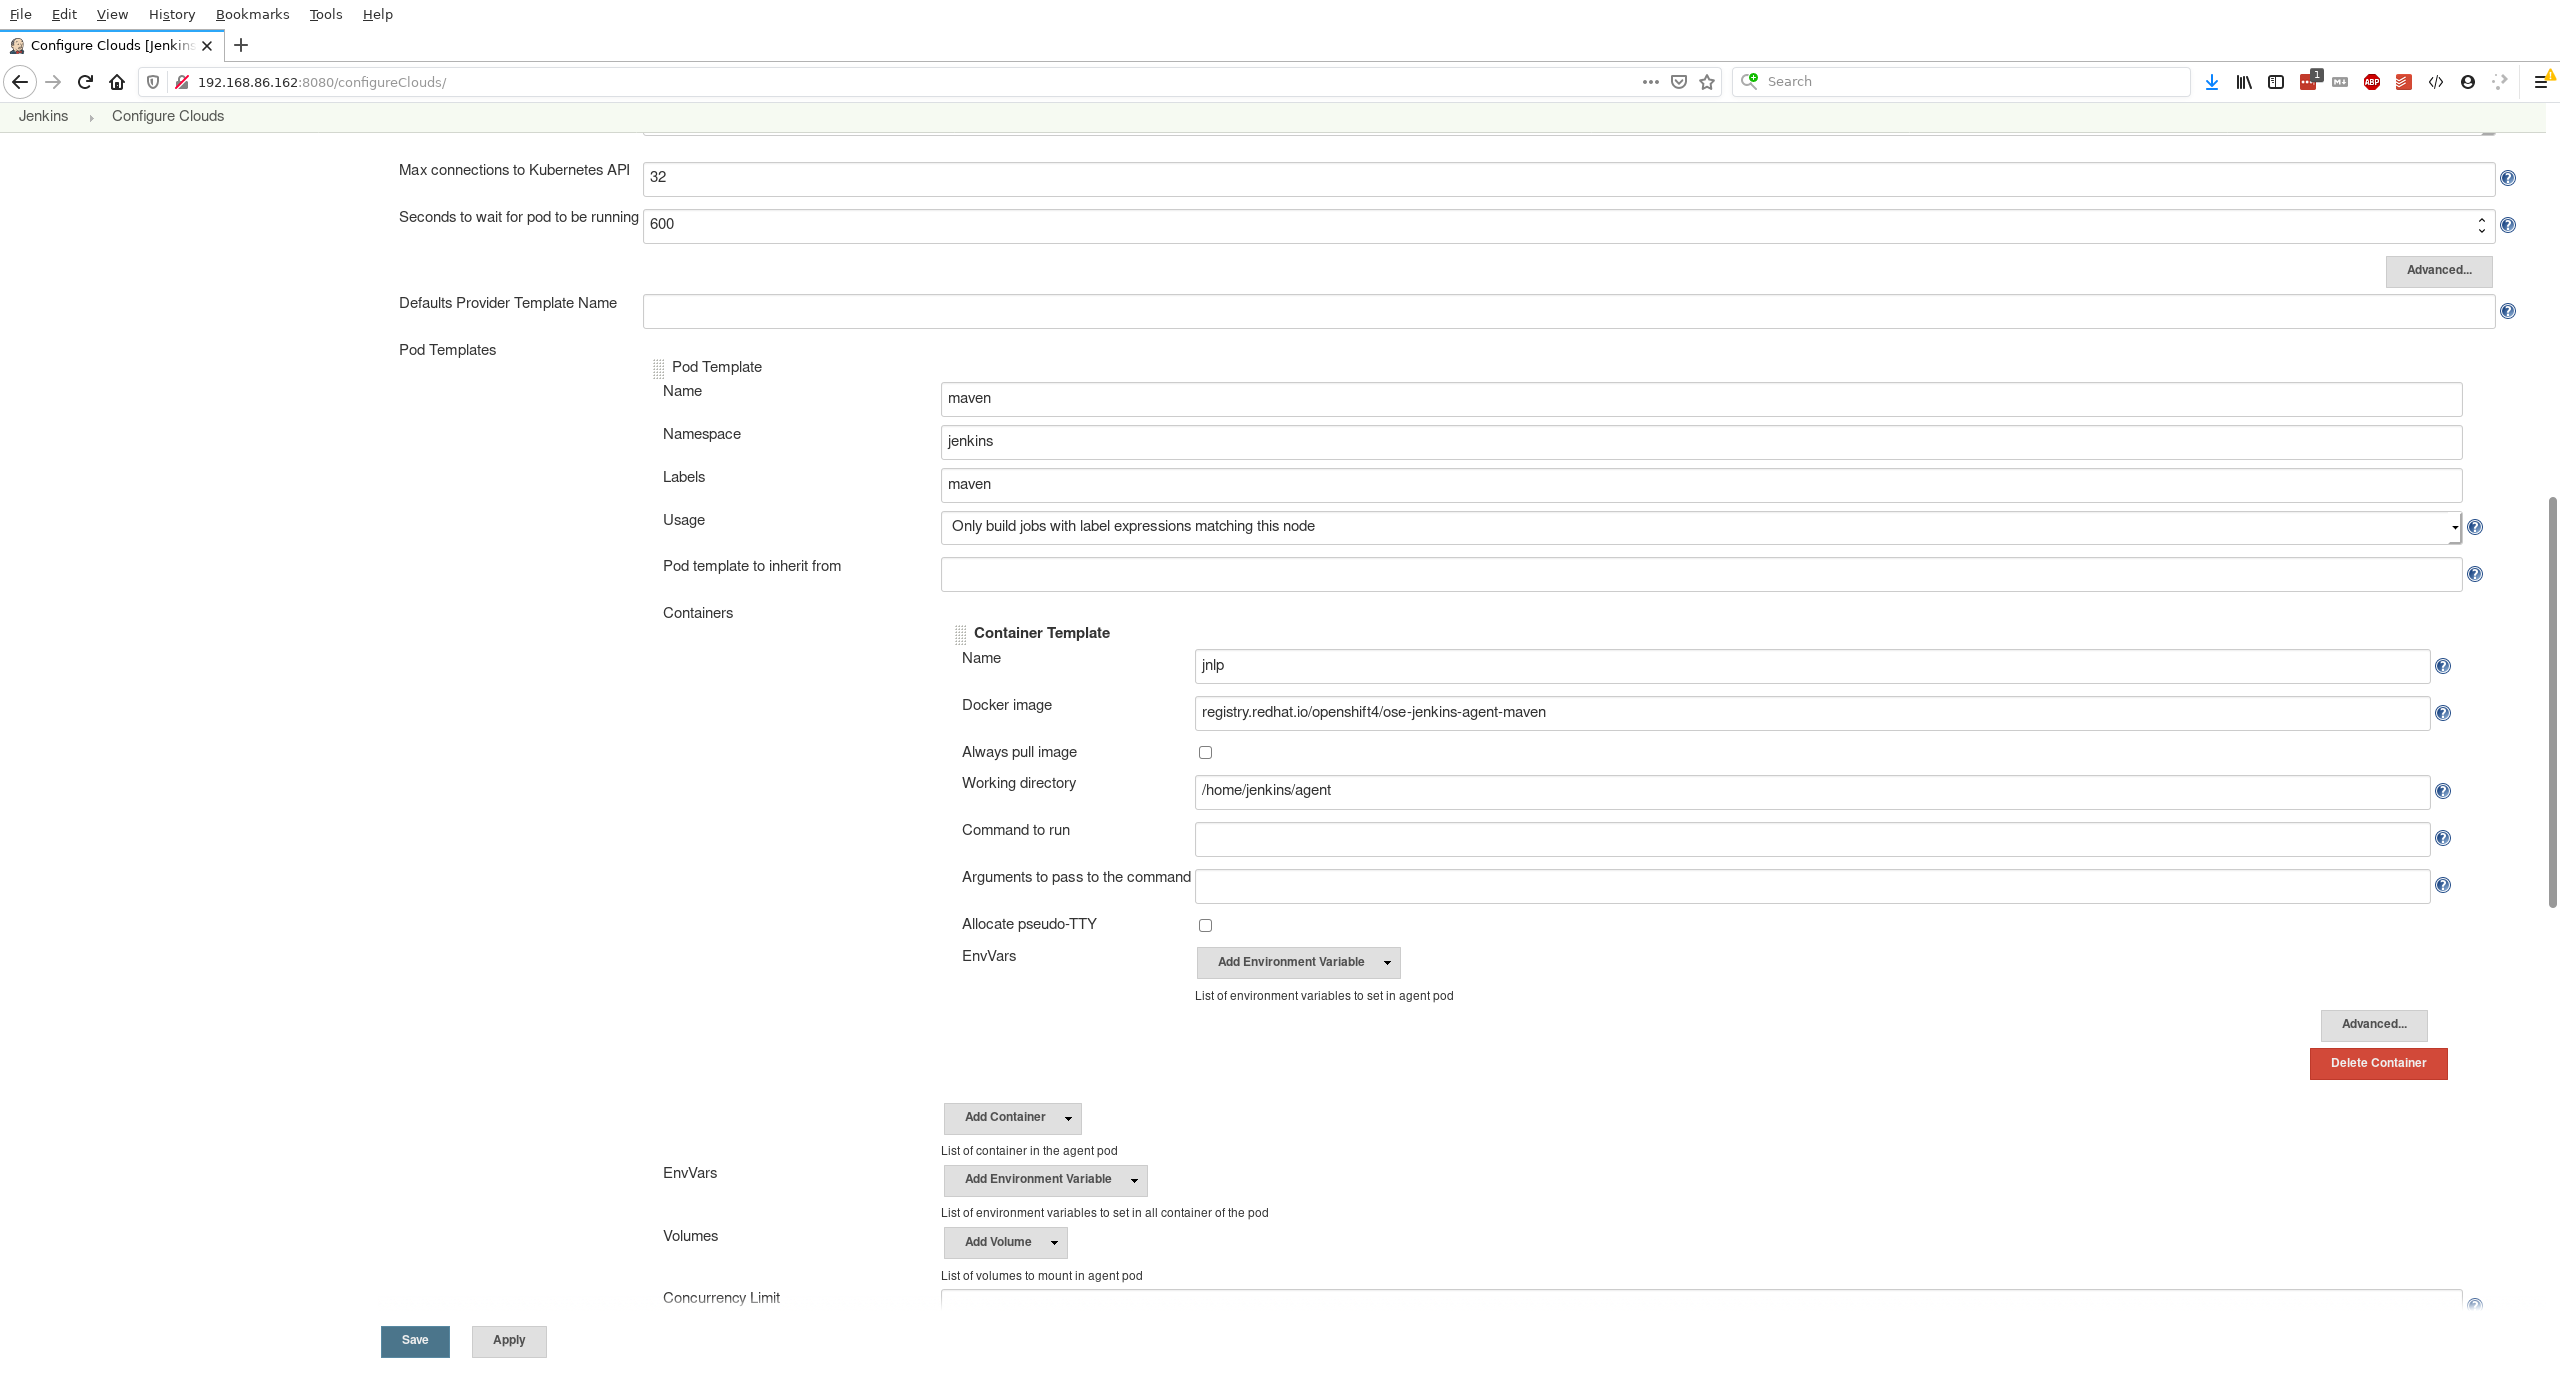 File Edit View History Bookmarks Tools Help
Configure Clouds [Jenkins
192.168.86.162:8080/configureClouds/
Search
1
ABP
Jenkins Configure Clouds
Max connections to Kubernetes API 32
Seconds to wait for pod to be running 600
Advanced...
Defaults Provider Template Name
Pod Templates
Pod Template
Name maven
Namespace jenkins
Labels maven
Usage Only build jobs with label expressions matching this node
Pod template to inherit from
Containers
Container Template
Name jnlp
Docker image registry.redhat.io/openshift4/ose-jenkins-agent-maven
Always pull image
Working directory /home/jenkins/agent
Command to run
Arguments to pass to the command
Allocate pseudo-TTY
EnvVars Add Environment Variable
List of environment variables to set in agent pod
Advanced...
Delete Container
Add Container
List of container in the agent pod
EnvVars Add Environment Variable
List of environment variables to set in all container of the pod
Volumes Add Volume
List of volumes to mount in agent pod
Concurrency Limit
Save Apply